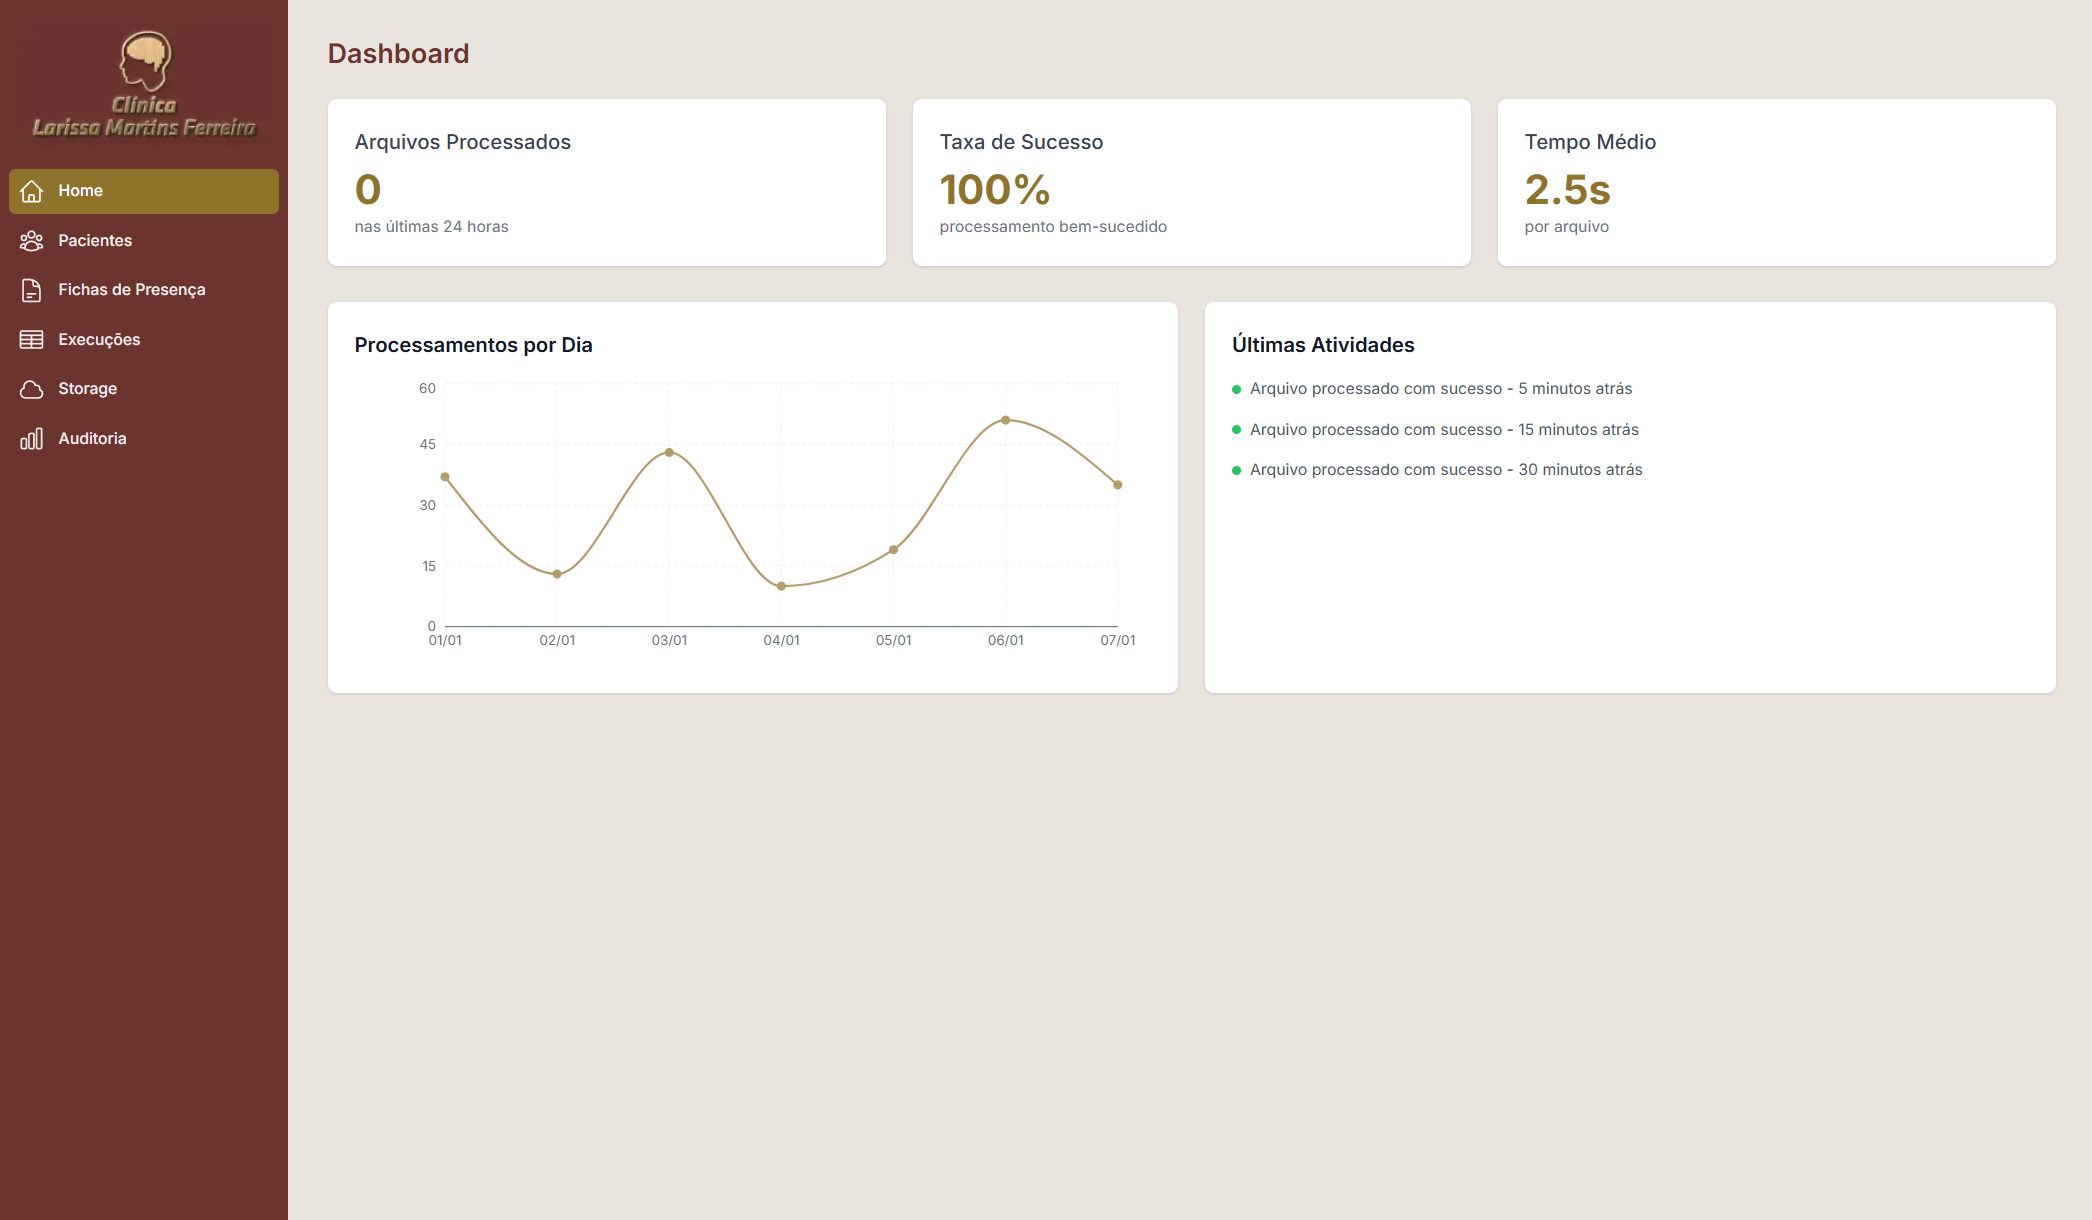 Clínica
Larissa Martins Ferreira
Home
Pacientes
Fichas de Presença
Execuções
Storage
Auditoria
Dashboard
Arquivos Processados
0
nas últimas 24 horas
Taxa de Sucesso
100%
processamento bem-sucedido
Tempo Médio
2.5s
por arquivo
Processamentos por Dia
60
45
30
15
0
01/01 02/01 03/01 04/01 05/01 06/01 07/01
Últimas Atividades
Arquivo processado com sucesso - 5 minutos atrás
Arquivo processado com sucesso - 15 minutos atrás
Arquivo processado com sucesso - 30 minutos atrás